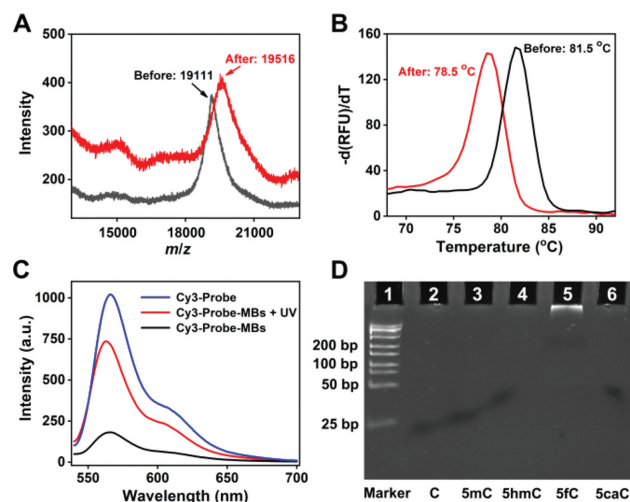 A
500
400
300
200
Intensity
After: 19516
Before: 19111
15000 18000 21000
m/z
B
160
120
80
40
0
-d(RFU)/dT
Before: 81.5 °C
After: 78.5 °C
70 75 80 85 90
Temperature (°C)
C
1000
750
500
250
0
Intensity (a.u.)
Cy3-Probe
Cy3-Probe-MBs + UV
Cy3-Probe-MBs
550 600 650 700
Wavelength (nm)
D
1 2 3 4 5 6
200 bp
100 bp
50 bp
25 bp
Marker C 5mC 5hmC 5fC 5caC